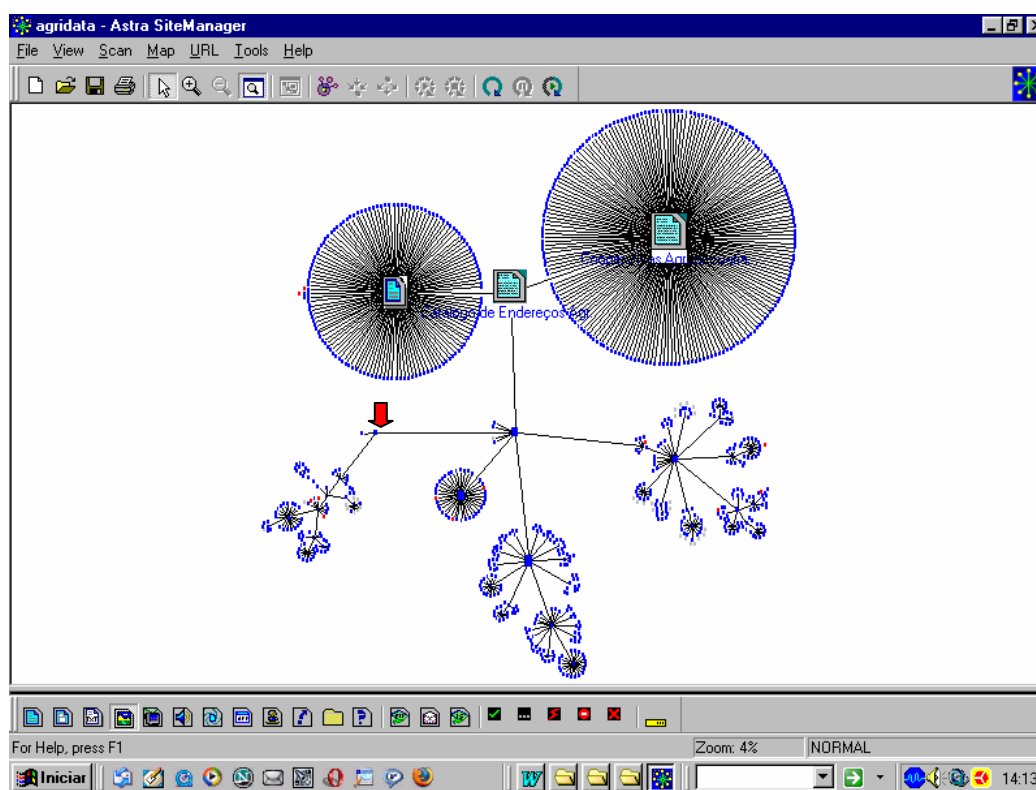 agridata - Astra SiteManager
File View Scan Map URL Tools Help
Catálogo de Endereços Agr
For Help, press F1
Zoom: 4%
NORMAL
Iniciar
14:13